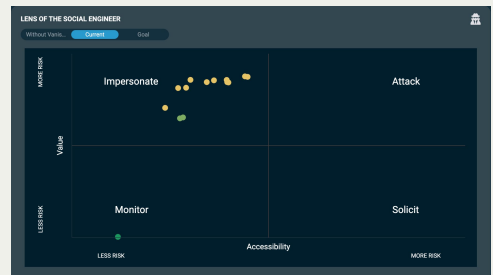 LENS OF THE SOCIAL ENGINEER
Without Vanis... Current Goal
MORE RISK
Impersonate Attack
Value
Monitor Solicit
LESS RISK
Accessibility
LESS RISK MORE RISK